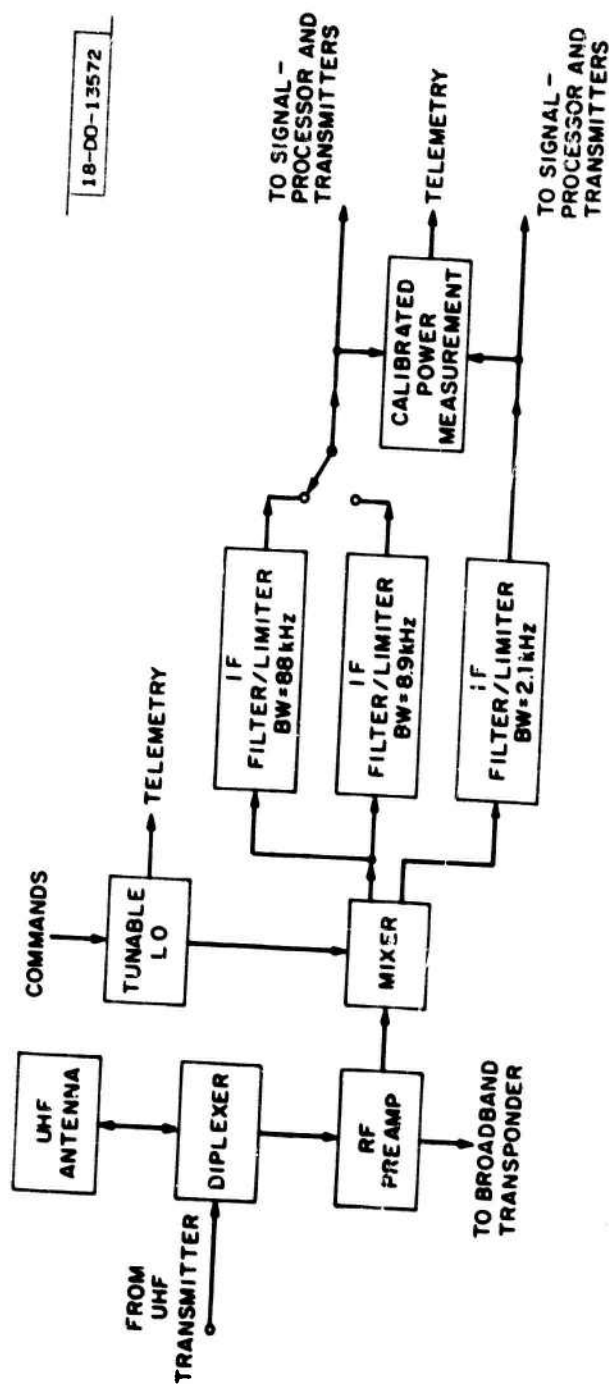 18-DO-13572
UHF
ANTENNA
COMMANDS
TUNABLE
LO
TELEMETRY
FROM
UHF
TRANSMITTER
DIPLEXER
RF
PREAMP
TO BROADBAND
TRANSPONDER
MIXER
IF
FILTER/LIMITER
BW=88kHz
IF
FILTER/LIMITER
BW=8.9kHz
IF
FILTER/LIMITER
BW=2.1kHz
TO SIGNAL-
PROCESSOR AND
TRANSMITTERS
CALIBRATED
POWER
MEASUREMENT
TELEMETRY
TO SIGNAL-
PROCESSOR AND
TRANSMITTERS